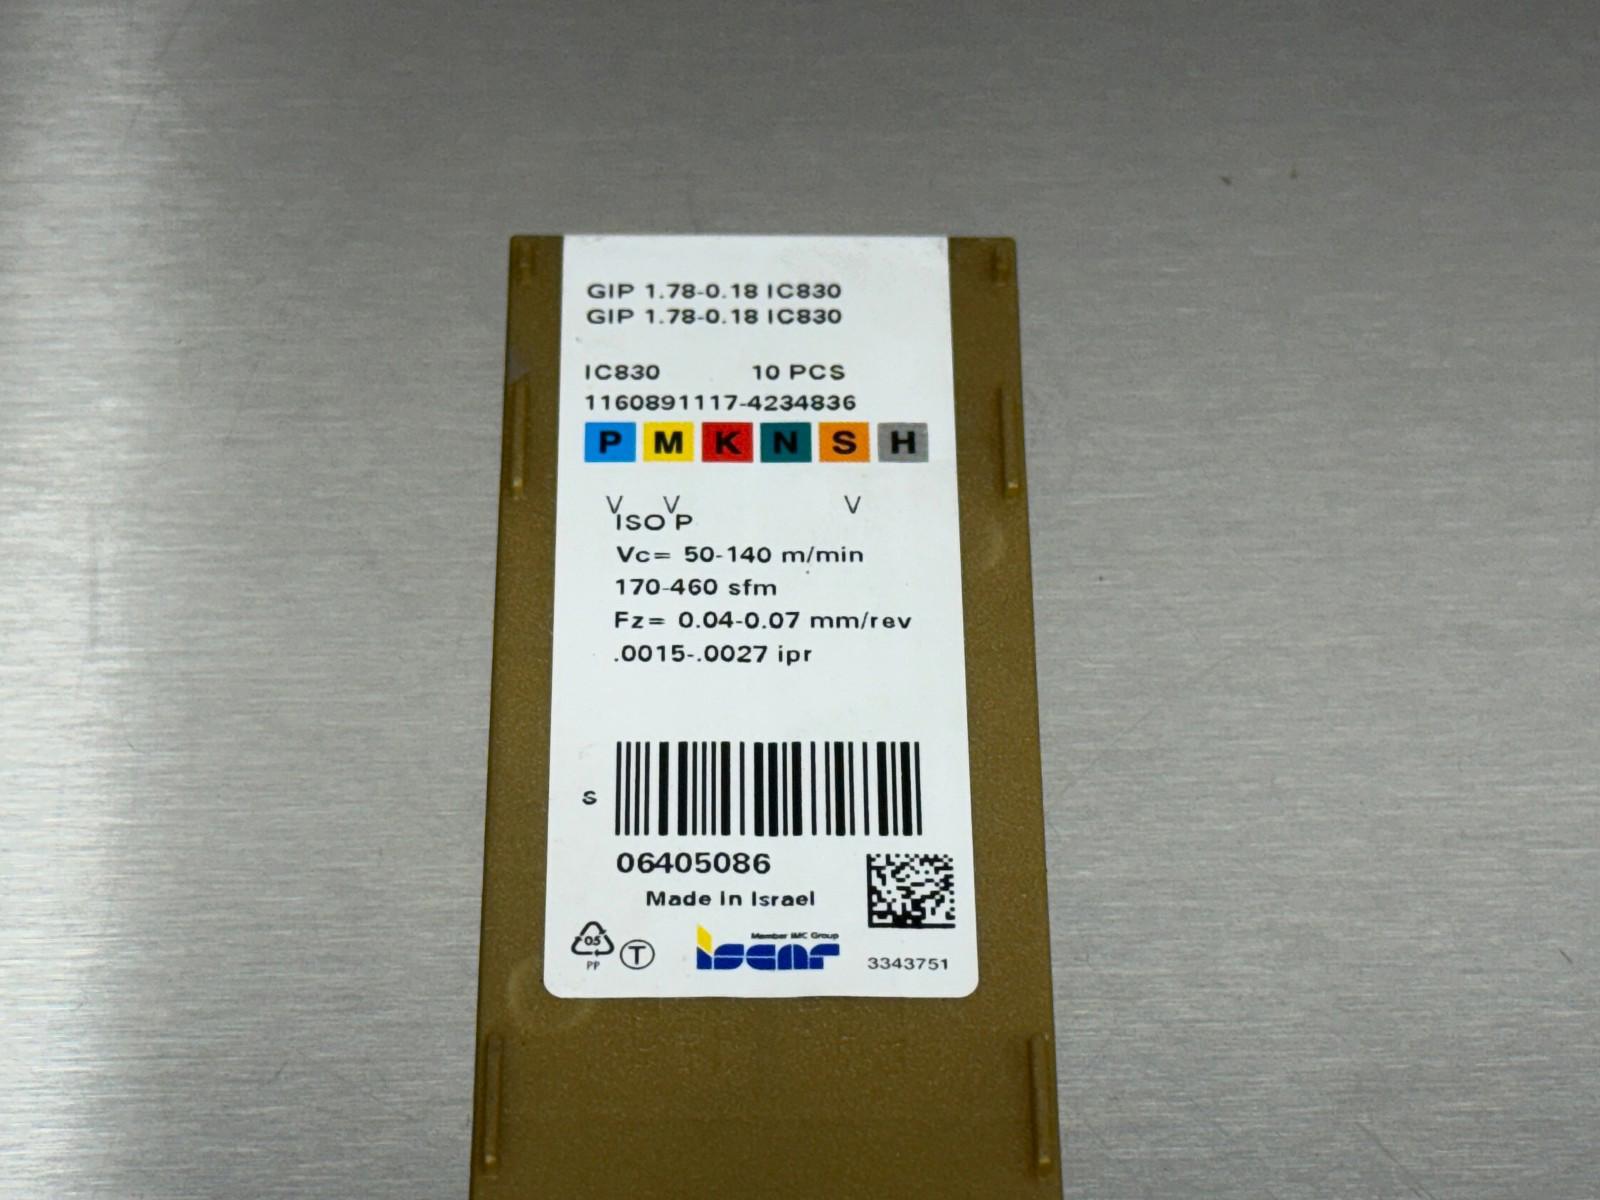 GIP 1.78-0.18 IC830
GIP 1.78-0.18 IC830
IC830 10 PCS
1160891117-4234836
P M K N S H
V V V
ISO P
Vc= 50-140 m/min
170-460 sfm
Fz= 0.04-0.07 mm/rev
.0015-.0027 ipr
S
06405086
Made In Israel
05
PP
T
Member IMC Group
iscar
3343751